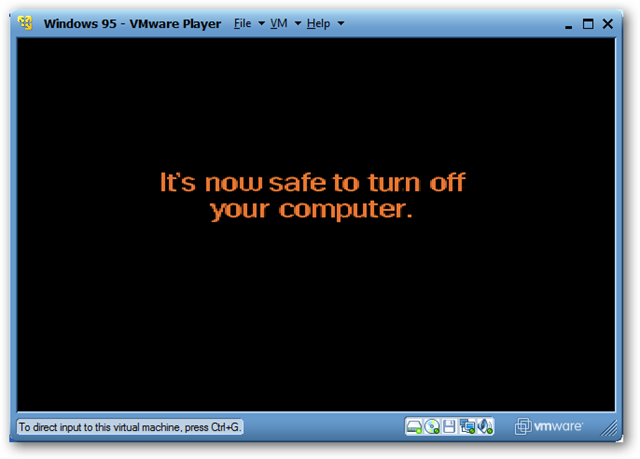 Windows 95 - VMware Player File VM Help
It's now safe to turn off
your computer.
To direct input to this virtual machine, press Ctrl+G.
vmware